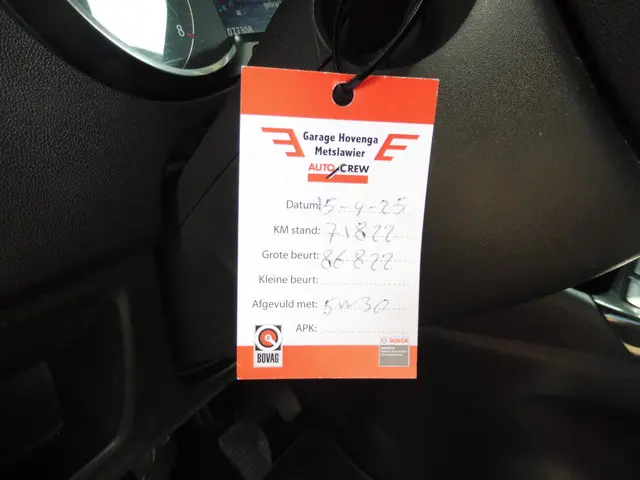 8
Garage Hovenga
Metslawier
AUTO CREW
Datum: 15-4-25
KM stand: 71822
Grote beurt: 86822
Kleine beurt:
Afgevuld met: 5W30
APK:
BOVAG
BOSCH